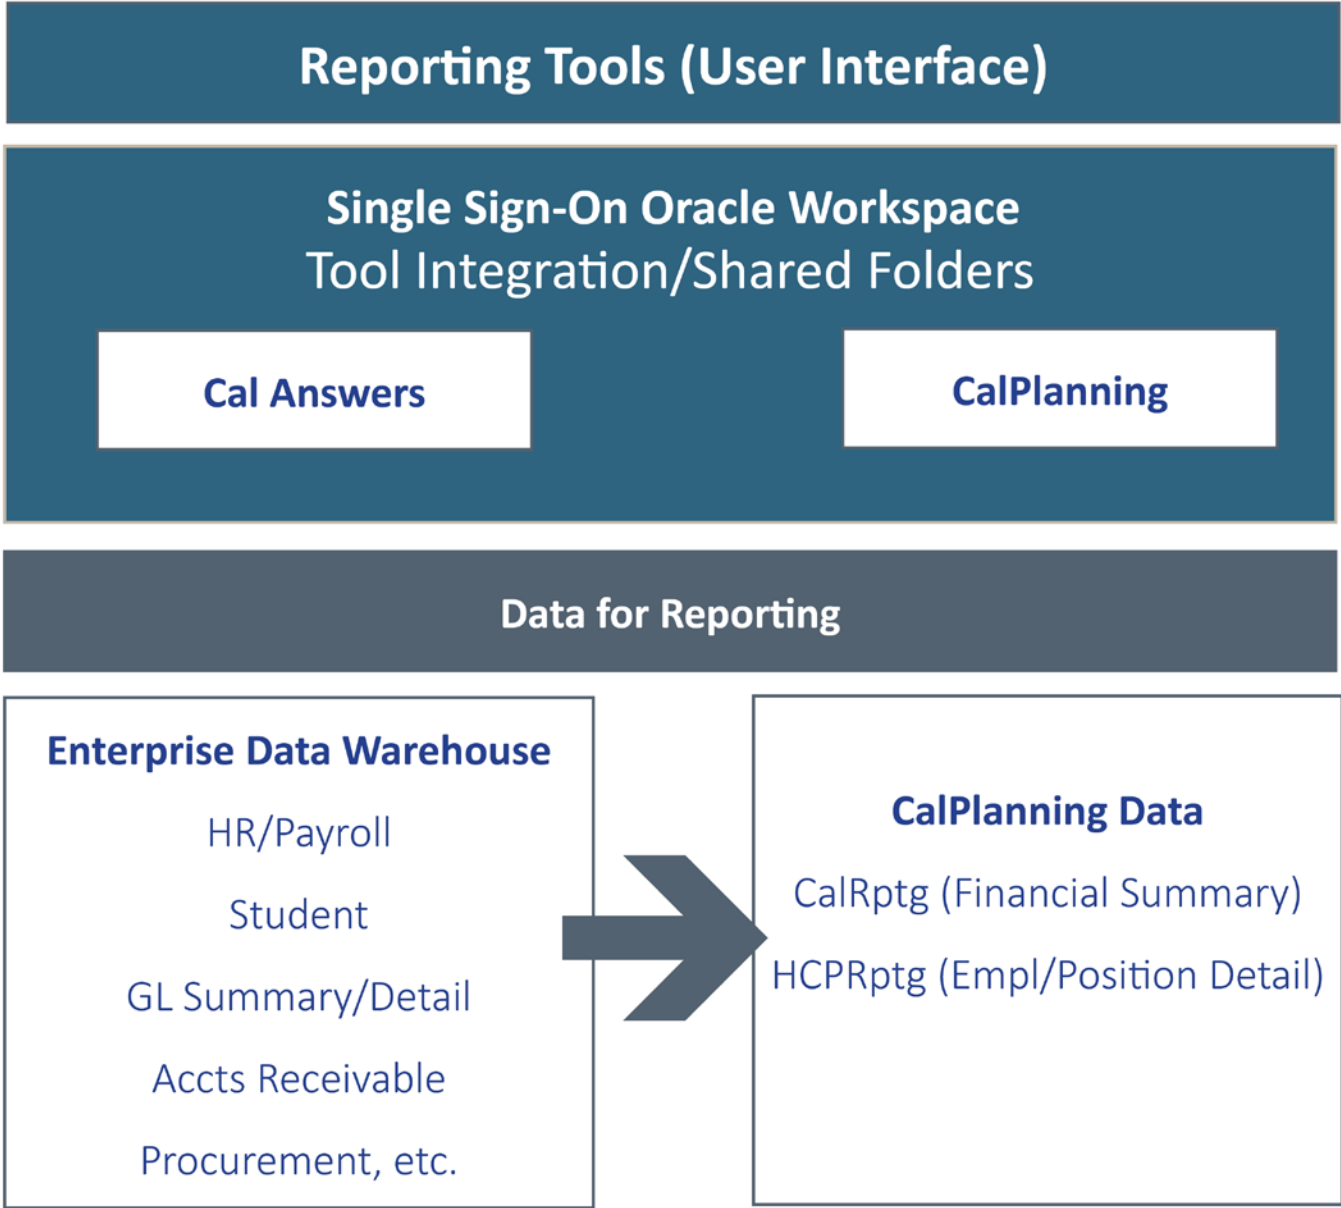 Reporting Tools (User Interface)
Single Sign-On Oracle Workspace
Tool Integration/Shared Folders
Cal Answers
CalPlanning
Data for Reporting
Enterprise Data Warehouse
HR/Payroll
Student
GL Summary/Detail
Accts Receivable
Procurement, etc.
CalPlanning Data
CalRptg (Financial Summary)
HCPRptg (Empl/Position Detail)